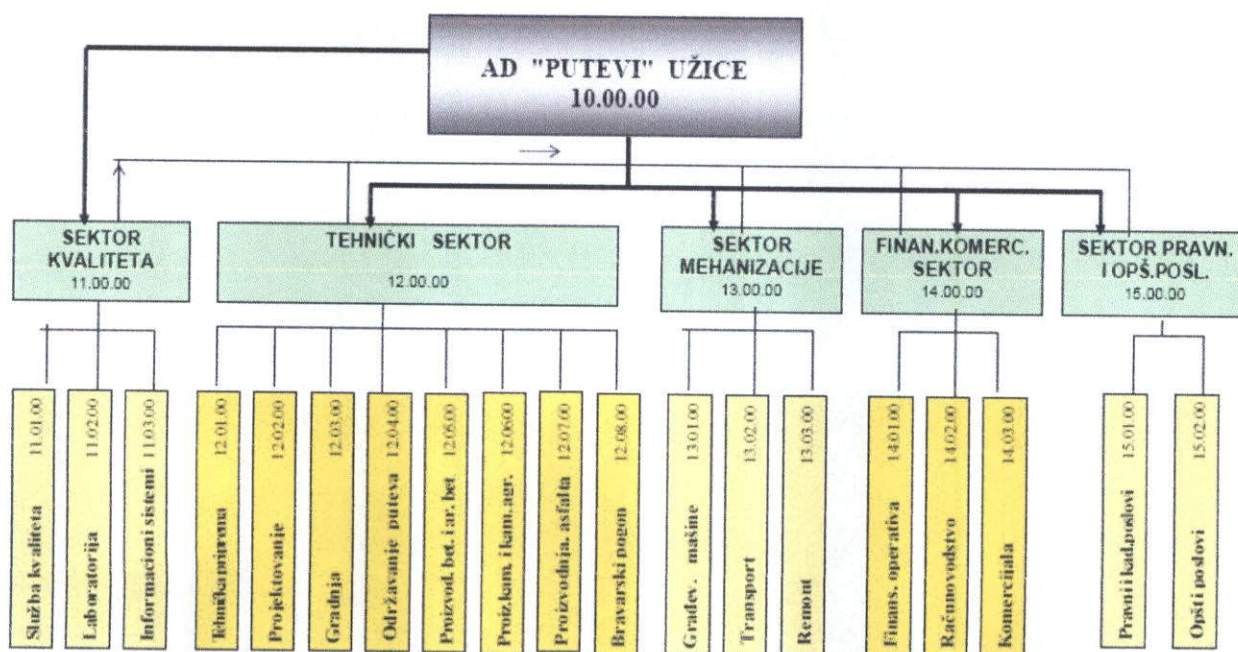 AD "PUTEVI" UŽICE
10.00.00
SEKTOR
KVALITETA
11.00.00
TEHNIČKI SEKTOR
12.00.00
SEKTOR
MEHANIZACIJE
13.00.00
FINAN.KOMERC.
SEKTOR
14.00.00
SEKTOR PRAVN.
I OPŠ.POSL.
15.00.00
Služba kvaliteta 11.01.00
Laboratorija 11.02.00
Informacioni sistemi 11.03.00
Tehnička priprema 12.01.00
Projektovanje 12.02.00
Gradnja 12.03.00
Održavanje puteva 12.04.00
Proizvod. bet. i ar. bet. 12.05.00
Proiz.kam. i kam. agr. 12.06.00
Proizvodnja. asfalta 12.07.00
Bravarski pogon 12.08.00
Građev. mašine 13.01.00
Transport 13.02.00
Remont 13.03.00
Finans. operativa 14.01.00
Računovodstvo 14.02.00
Komercijala 14.03.00
Pravni i kad.poslovi 15.01.00
Opšti poslovi 15.02.00